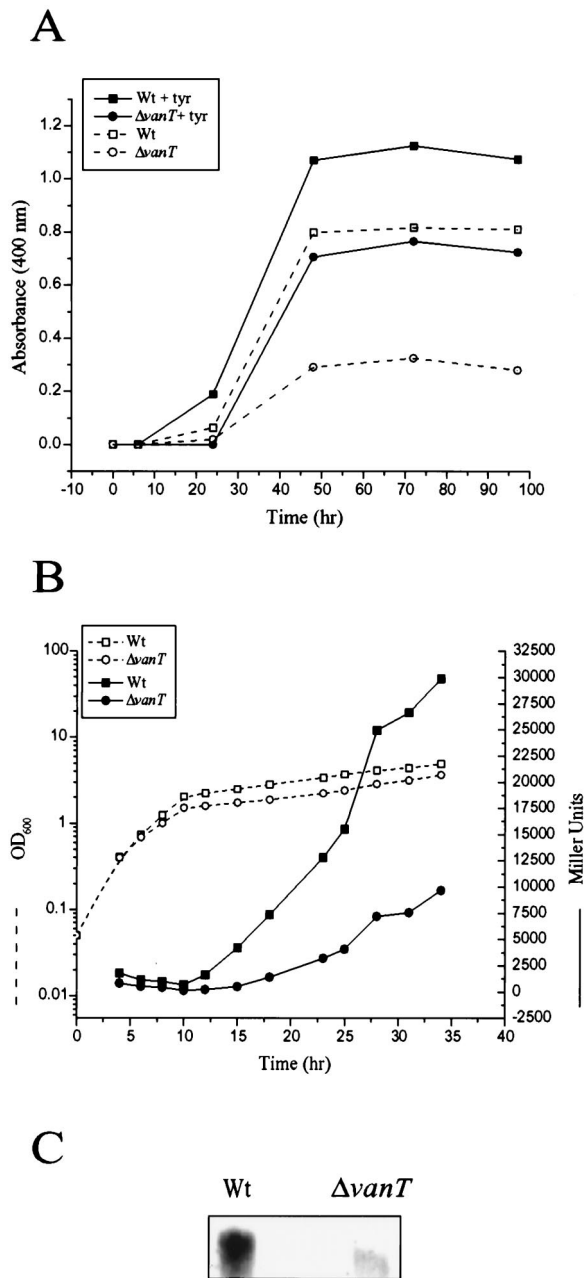 A
Wt + tyr
ΔvanT + tyr
Wt
ΔvanT
Absorbance (400 nm)
1.2
1.0
0.8
0.6
0.4
0.2
0.0
-10 0 10 20 30 40 50 60 70 80 90 100
Time (hr)
B
Wt
ΔvanT
Wt
ΔvanT
OD600
100
10
1
0.1
0.01
32500
30000
27500
25000
22500
20000
17500
15000
12500
10000
7500
5000
2500
0
-2500
Miller Units
0 5 10 15 20 25 30 35 40
Time (hr)
C
Wt ΔvanT